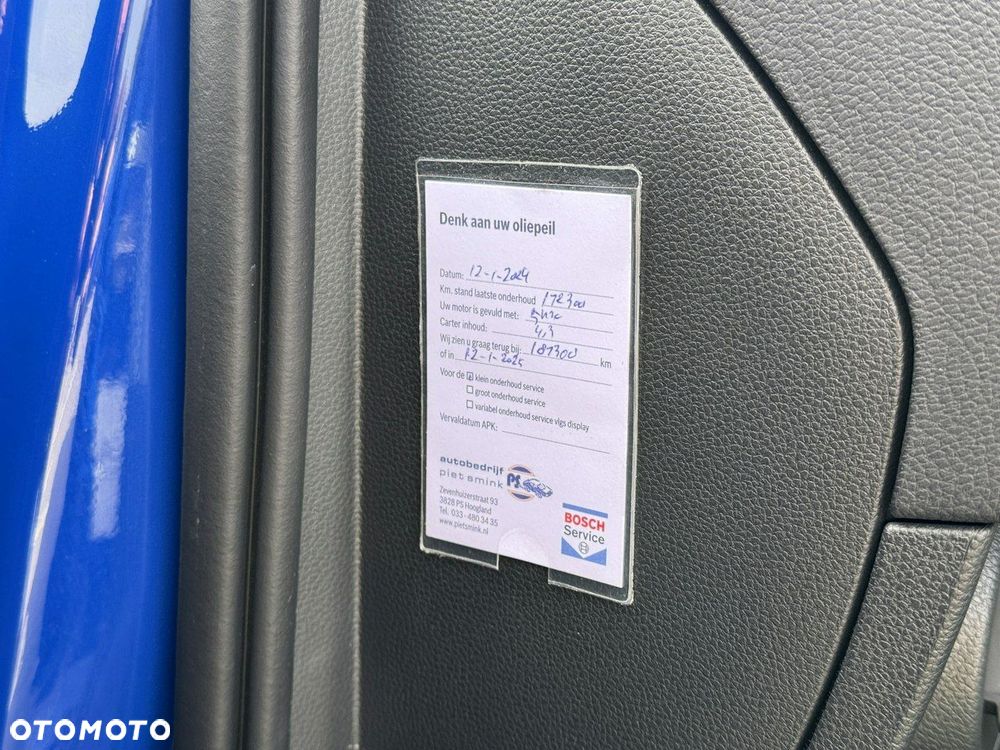 Denk aan uw oliepeil
Datum: 12-1-2024
Km. stand laatste onderhoud 172300
Uw motor is gevuld met:
Carter inhoud: 4,3
Wij zien u graag terug bij: 187300 km
of in 12-1-2025
Voor de klein onderhoud service
groot onderhoud service
variabel onderhoud service vlgs display
Vervaldatum APK:
autobedrijf
piet smink PS
Zevenhuizerstraat 93
3828 PS Hoogland
Tel. 033 - 480 34 35
www.pietsmink.nl
BOSCH
Service
OTOMOTO